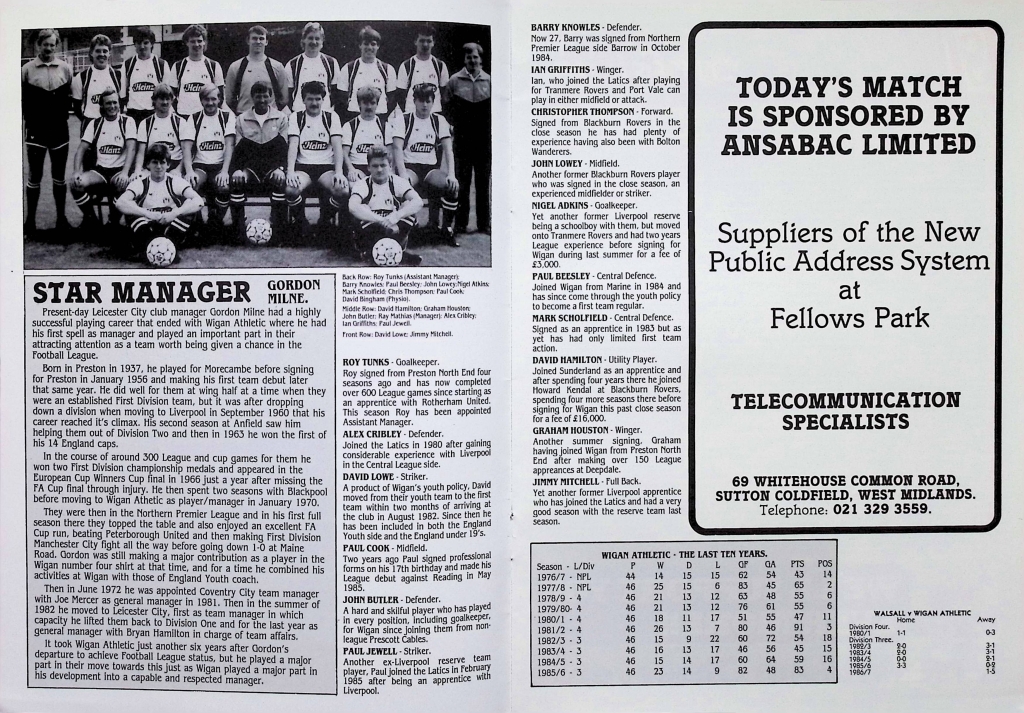 Heinz
STAR MANAGER
GORDON
MILNE.
Present-day Leicester City club manager Gordon Milne had a highly
successful playing career that ended with Wigan Athletic where he had
his first spell as manager and played an important part in their
attracting attention as a team worth being given a chance in the
Football League.
Born in Preston in 1937, he played for Morecambe before signing
for Preston in January 1956 and making his first team debut later
that same year. He did well for them at wing half at a time when they
were an established First Division team, but it was after dropping
down a division when moving to Liverpool in September 1960 that his
career reached it's climax. His second season at Anfield saw him
helping them out of Division Two and then in 1963 he won the first of
his 14 England caps.
In the course of around 300 League and cup games for them he
won two First Division championship medals and appeared in the
European Cup Winners Cup final in 1966 just a year after missing the
FA Cup final through injury. He then spent two seasons with Blackpool
before moving to Wigan Athetic as player/manager in January 1970.
They were then in the Northern Premier League and in his first full
season there they topped the table and also enjoyed an excellent FA
Cup run, beating Peterborough United and then making First Division
Manchester City fight all the way before going down 1-0 at Maine
Road. Gordon was still making a major contribution as a player in the
Wigan number four shirt at that time, and for a time he combined his
activities at Wigan with those of England Youth coach.
Then in June 1972 he was appointed Coventry City team manager
with Joe Mercer as general manager in 1981. Then in the summer of
1982 he moved to Leicester City, first as team manager in which
capacity he lifted them back to Division One and for the last year as
general manager with Bryan Hamilton in charge of team affairs.
It took Wigan Athletic just another six years after Gordon's
departure to achieve Football League status, but he played a major
part in their move towards this just as Wigan played a major part in
his development into a capable and respected manager.
Back Row: Roy Tunks (Assistant Manager);
Barry Knowles; Paul Beesley; John Lowey; Nigel Atkins;
Mark Scholfield; Chris Thompson; Paul Cook;
David Bingham (Physio).
Middle Row: David Hamilton; Graham Houston;
John Butler; Ray Mathias (Manager); Alex Cribley;
Ian Griffiths; Paul Jewell.
Front Row: David Lowe; Jimmy Mitchell.
ROY TUNKS - Goalkeeper.
Roy signed from Preston North End four
seasons ago and has now completed
over 600 League games since starting as
an apprentice with Rotherham United.
This season Roy has been appointed
Assistant Manager.
ALEX CRIBLEY - Defender.
Joined the Latics in 1980 after gaining
considerable experience with Liverpool
in the Central League side.
DAVID LOWE - Striker.
A product of Wigan's youth policy, David
moved from their youth team to the first
team within two months of arriving at
the club in August 1982. Since then he
has been included in both the England
Youth side and the England under 19's.
PAUL COOK - Midfield.
Two years ago Paul signed professional
forms on his 17th birthday and made his
League debut against Reading in May
1985.
JOHN BUTLER - Defender.
A hard and skilful player who has played
in every position, including goalkeeper,
for Wigan since joining them from non-
league Prescott Cables.
PAUL JEWELL - Striker.
Another ex-Liverpool reserve team
player, Paul joined the Latics in February
1985 after being an apprentice with
Liverpool.
BARRY KNOWLES - Defender.
Now 27, Barry was signed from Northern
Premier League side Barrow in October
1984.
IAN GRIFFITHS - Winger.
Ian, who joined the Latics after playing
for Tranmere Rovers and Port Vale can
play in either midfield or attack.
CHRISTOPHER THOMPSON - Forward.
Signed from Blackburn Rovers in the
close season he has had plenty of
experience having also been with Bolton
Wanderers.
JOHN LOWEY - Midfield.
Another former Blackburn Rovers player
who was signed in the close season, an
experienced midfielder or striker.
NIGEL ADKINS - Goalkeeper.
Yet another former Liverpool reserve
being a schoolboy with them, but moved
onto Tranmere Rovers and had two years
League experience before signing for
Wigan during last summer for a fee of
£3,000.
PAUL BEESLEY - Central Defence.
Joined Wigan from Marine in 1984 and
has since come through the youth policy
to become a first team regular.
MARK SCHOLFIELD - Central Defence.
Signed as an apprentice in 1983 but as
yet has had only limited first team
action.
DAVID HAMILTON - Utility Player.
Joined Sunderland as an apprentice and
after spending four years there he joined
Howard Kendal at Blackburn Rovers,
spending four more seasons there before
signing for Wigan this past close season
for a fee of £16,000.
GRAHAM HOUSTON - Winger.
Another summer signing, Graham
having joined Wigan from Preston North
End after making over 150 League
appreances at Deepdale.
JIMMY MITCHELL - Full Back.
Yet another former Liverpool apprentice
who has joined the Latics and had a very
good season with the reserve team last
season.
TODAY'S MATCH
IS SPONSORED BY
ANSABAC LIMITED
Suppliers of the New
Public Address System
at
Fellows Park
TELECOMMUNICATION
SPECIALISTS
69 WHITEHOUSE COMMON ROAD,
SUTTON COLDFIELD, WEST MIDLANDS.
Telephone: 021 329 3559.
WIGAN ATHLETIC - THE LAST TEN YEARS.
Season - L/Div P W D L GF GA PTS POS
1976/7 - NPL 44 14 15 15 62 54 43 14
1977/8 - NPL 46 25 15 6 83 45 65 2
1978/9 - 4 46 21 13 12 63 48 55 6
1979/80- 4 46 21 13 12 76 61 55 6
1980/1 - 4 46 18 11 17 51 55 47 11
1981/2 - 4 46 26 13 7 80 46 91 3
1982/3 - 3 46 15 9 22 60 72 54 18
1983/4 - 3 46 16 13 17 46 56 45 15
1984/5 - 3 46 15 14 17 60 64 59 16
1985/6 - 3 46 23 14 9 82 48 83 4
WALSALL v WIGAN ATHLETIC
Home Away
Division Four.
1980/1 1-1 0-3
Division Three.
1982/3 2-0 3-1
1983/4 2-0 3-1
1984/5 0-0 2-1
1985/6 3-3 0-2
1986/7 1-5